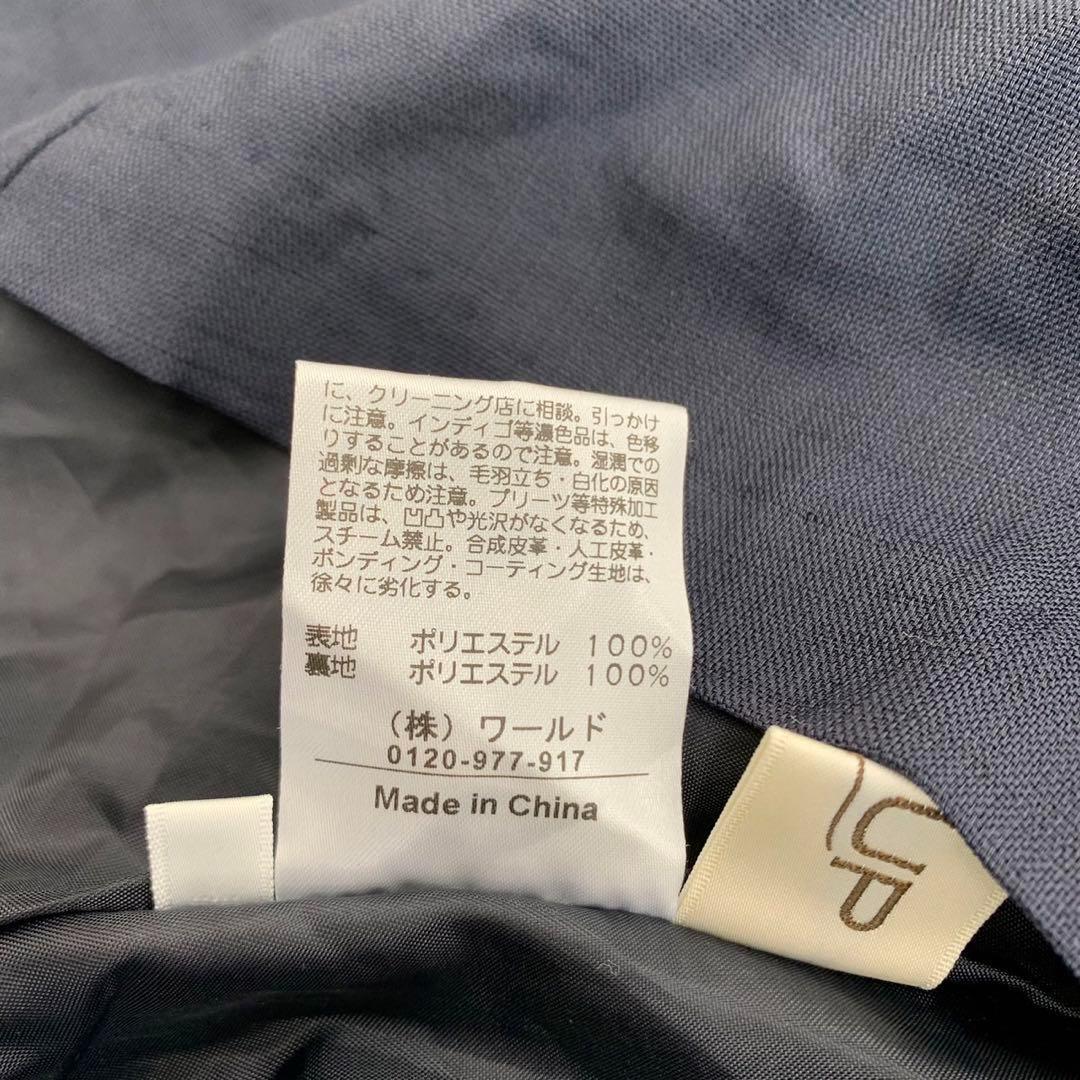 に、クリーニング店に相談。引っかけ
に注意。インディゴ等濃色品は、色移
りすることがあるので注意。湿潤での
過剰な摩擦は、毛羽立ち・白化の原因
となるため注意。プリーツ等特殊加工
製品は、凹凸や光沢がなくなるため、
スチーム禁止。合成皮革・人工皮革・
ボンディング・コーティング生地は、
徐々に劣化する。
表地 ポリエステル 100%
裏地 ポリエステル 100%
(株) ワールド
0120-977-917
Made in China